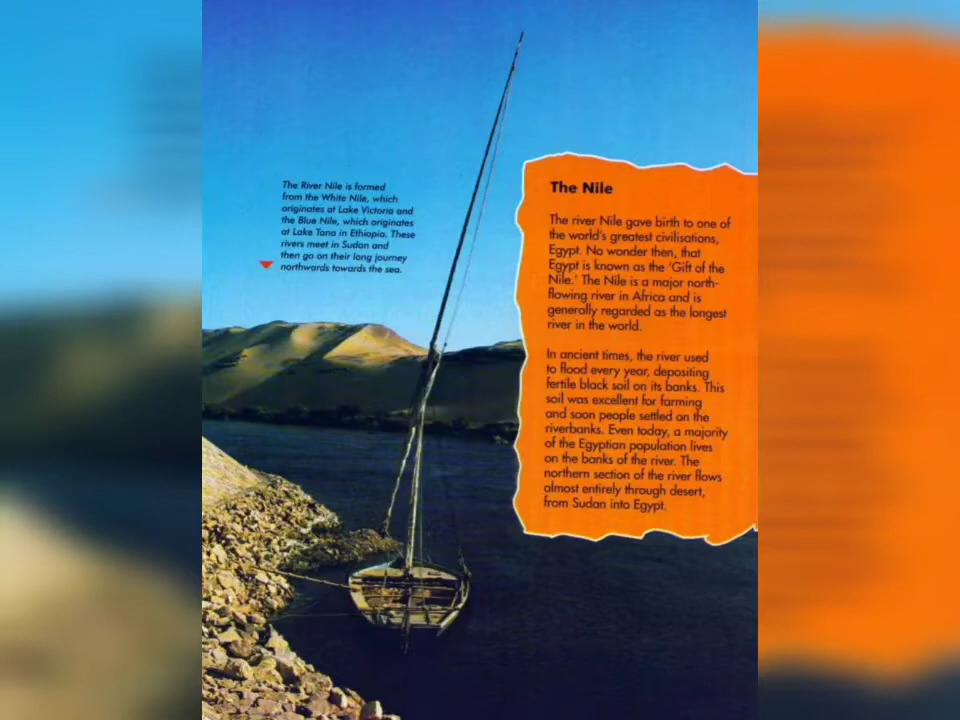 The River Nile is formed
from the White Nile, which
originates at Lake Victoria and
the Blue Nile, which originates
at Lake Tana in Ethiopia. These
rivers meet in Sudan and
then go on their long journey
northwards towards the sea.
The Nile
The river Nile gave birth to one of
the world's greatest civilisations,
Egypt. No wonder then, that
Egypt is known as the 'Gift of the
Nile.' The Nile is a major north-
flowing river in Africa and is
generally regarded as the longest
river in the world.
In ancient times, the river used
to flood every year, depositing
fertile black soil on its banks. This
soil was excellent for farming
and soon people settled on the
riverbanks. Even today, a majority
of the Egyptian population lives
on the banks of the river. The
northern section of the river flows
almost entirely through desert,
from Sudan into Egypt.